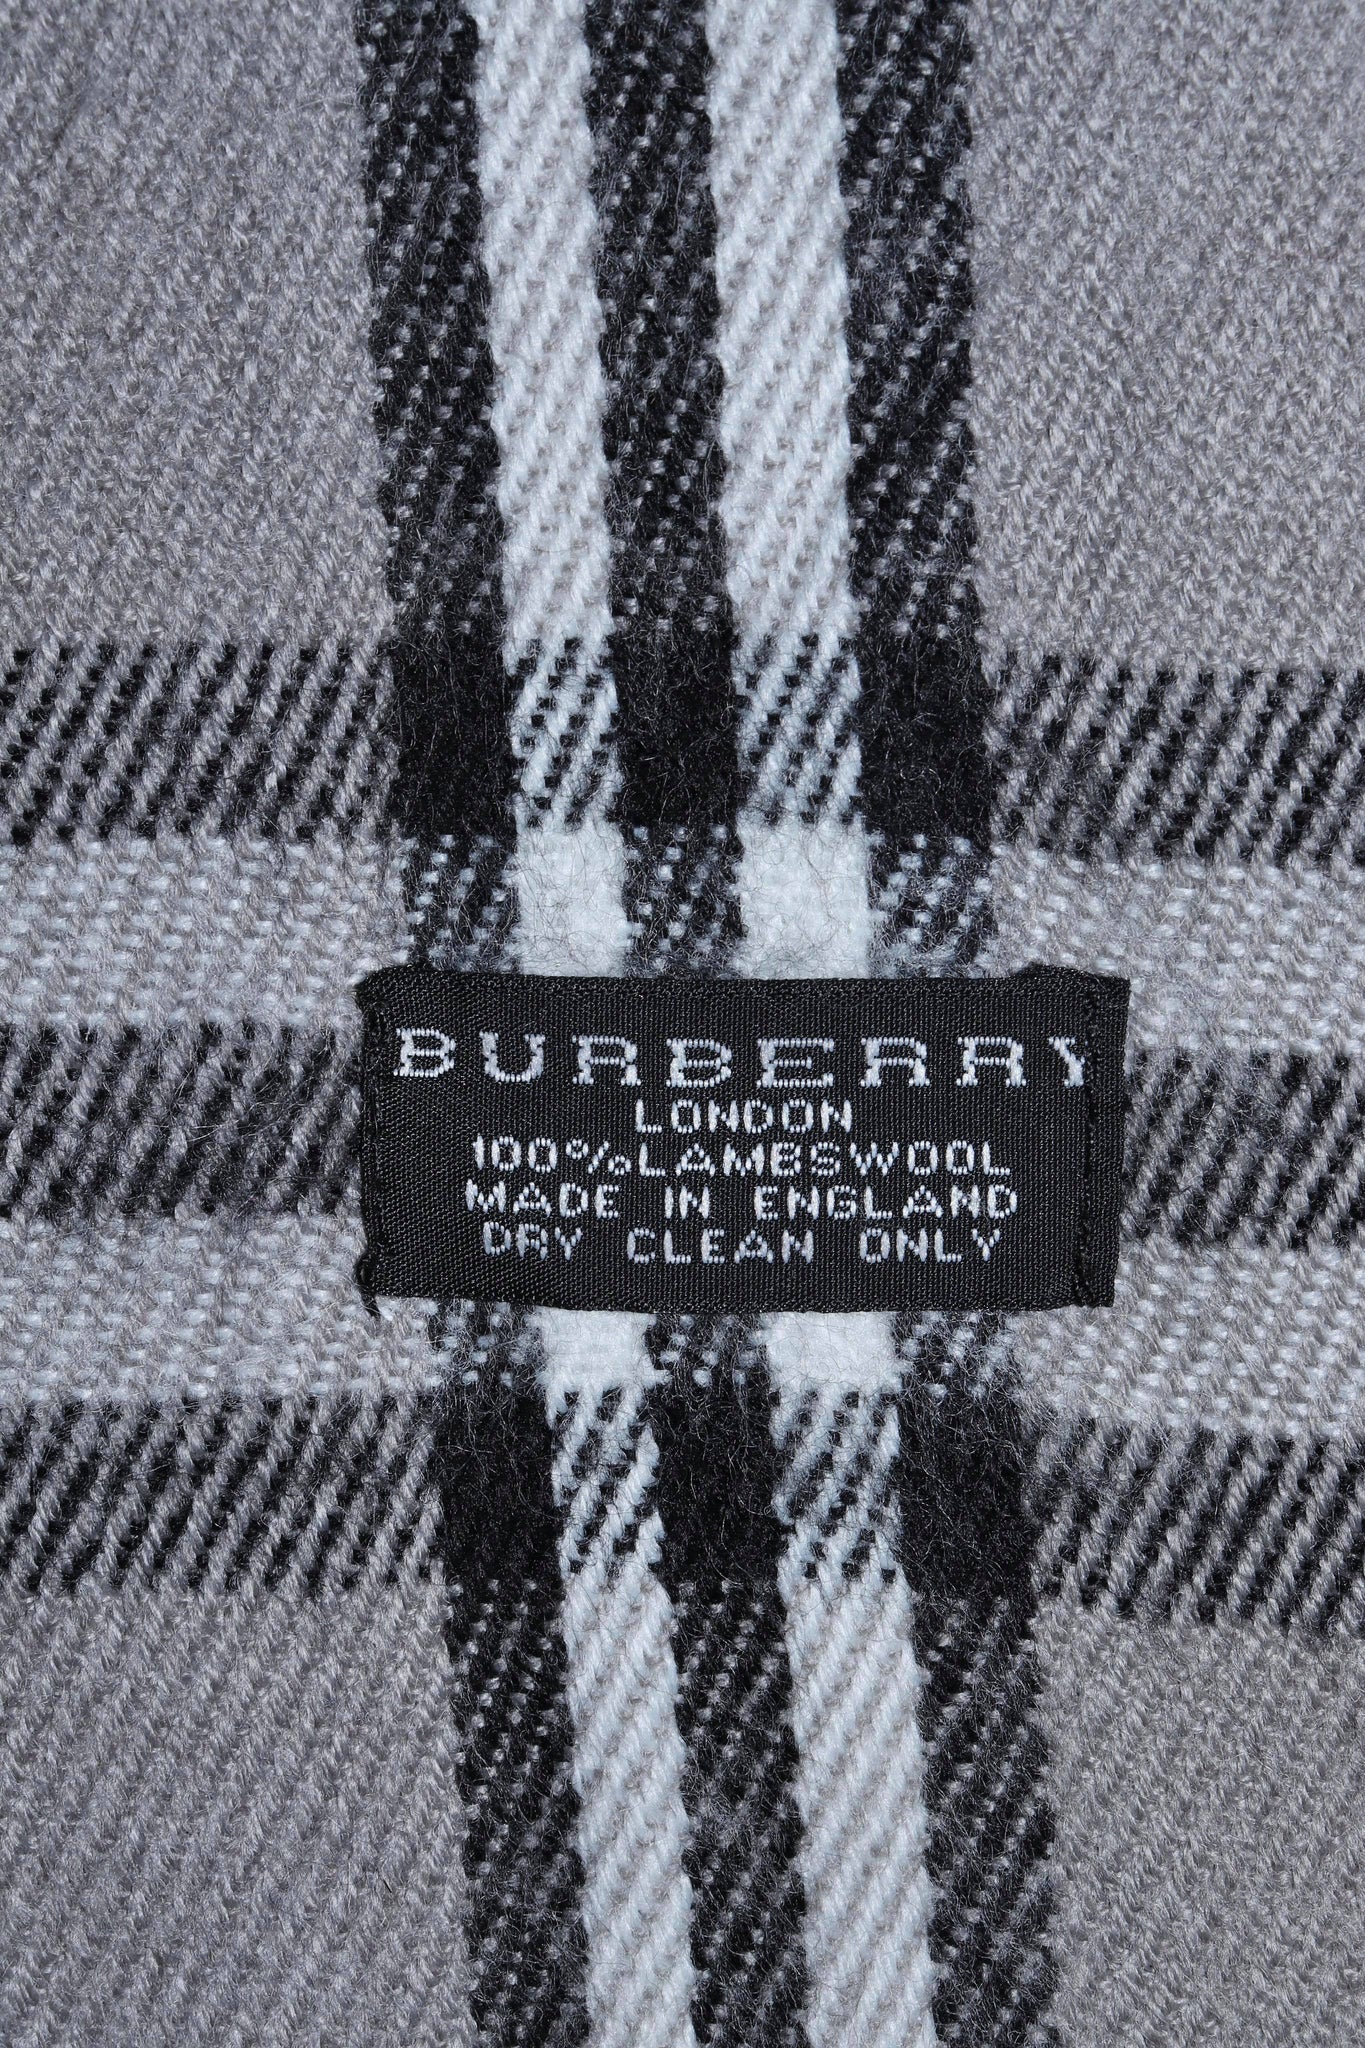 BURBERRY
LONDON
100%LAMBSWOOL
MADE IN ENGLAND
DRY CLEAN ONLY